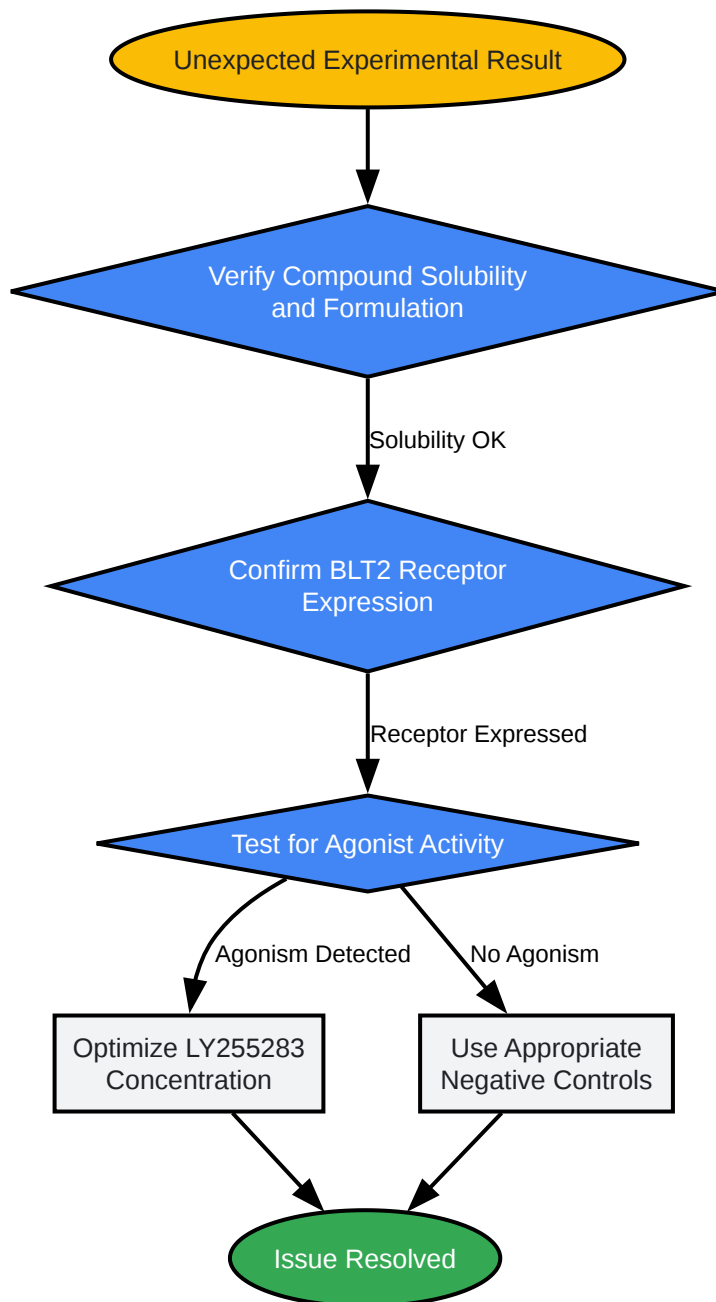 Unexpected Experimental Result
Verify Compound Solubility
and Formulation
Solubility OK
Confirm BLT2 Receptor
Expression
Receptor Expressed
Test for Agonist Activity
Agonism Detected
No Agonism
Optimize LY255283
Concentration
Use Appropriate
Negative Controls
Issue Resolved